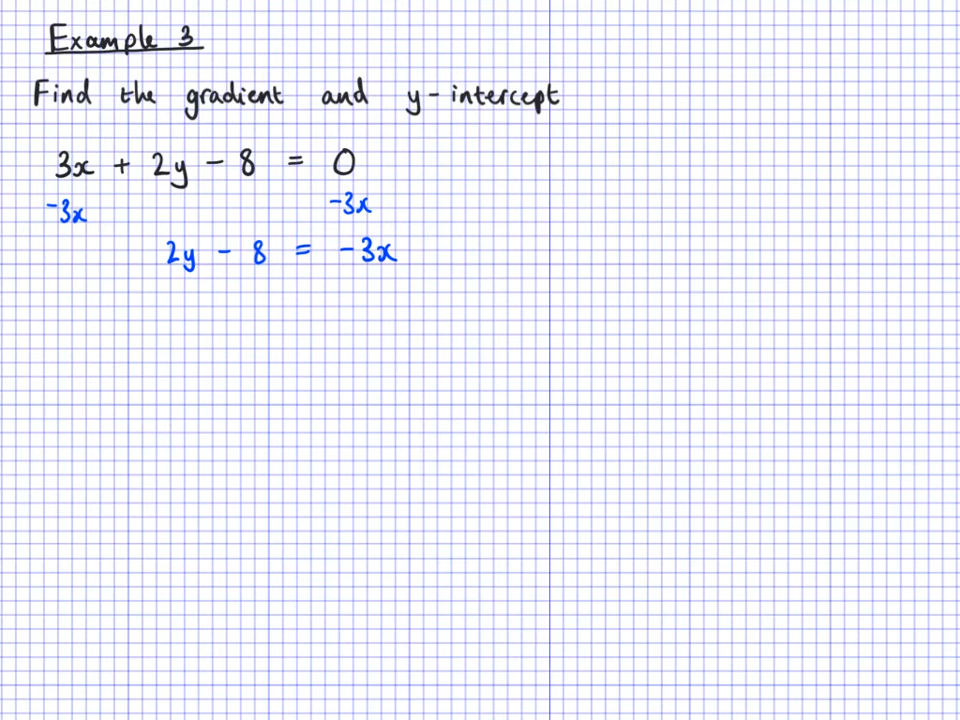 Example 3
Find the gradient and y-intercept
3x + 2y - 8 = 0
-3x -3x
2y - 8 = -3x